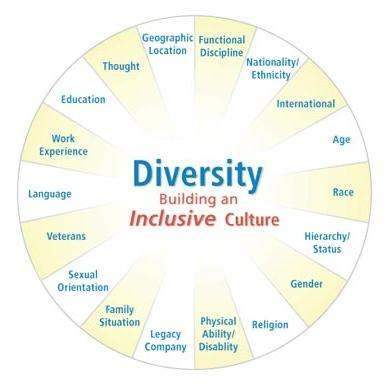 Diversity
Building an
Inclusive Culture
Functional
Discipline
Nationality/
Ethnicity
International
Age
Race
Hierarchy/
Status
Gender
Religion
Physical
Ability/
Disablity
Legacy
Company
Family
Situation
Sexual
Orientation
Veterans
Language
Work
Experience
Education
Thought
Geographic
Location